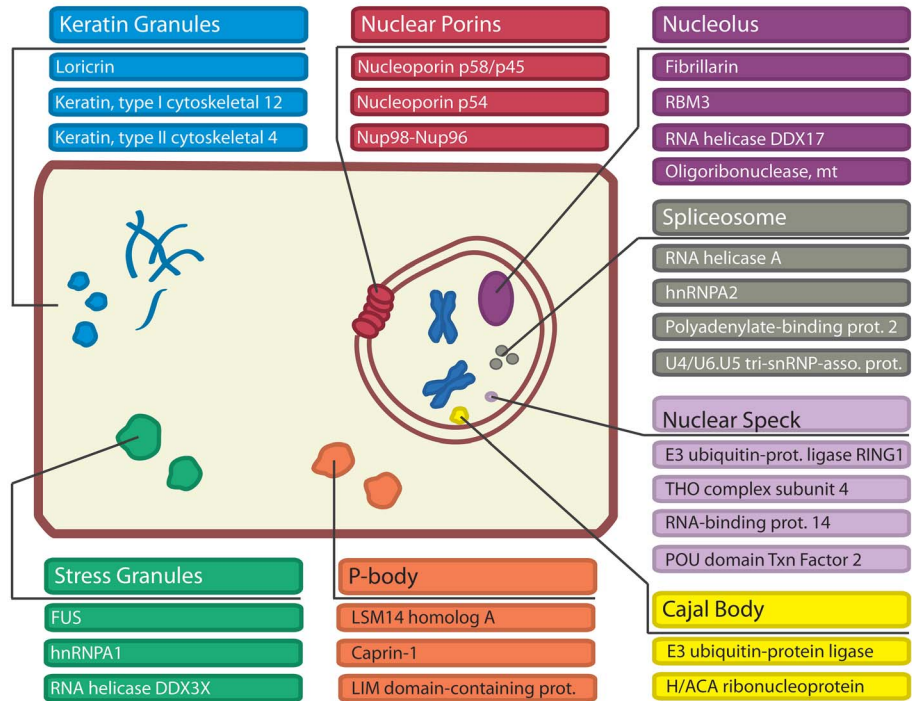 Keratin Granules
Loricrin
Keratin, type I cytoskeletal 12
Keratin, type II cytoskeletal 4
Nuclear Porins
Nucleoporin p58/p45
Nucleoporin p54
Nup98-Nup96
Nucleolus
Fibrillarin
RBM3
RNA helicase DDX17
Oligoribonuclease, mt
Spliceosome
RNA helicase A
hnRNPA2
Polyadenylate-binding prot. 2
U4/U6.U5 tri-snRNP-asso. prot.
Nuclear Speck
E3 ubiquitin-prot. ligase RING1
THO complex subunit 4
RNA-binding prot. 14
POU domain Txn Factor 2
Stress Granules
FUS
hnRNPA1
RNA helicase DDX3X
P-body
LSM14 homolog A
Caprin-1
LIM domain-containing prot.
Cajal Body
E3 ubiquitin-protein ligase
H/ACA ribonucleoprotein